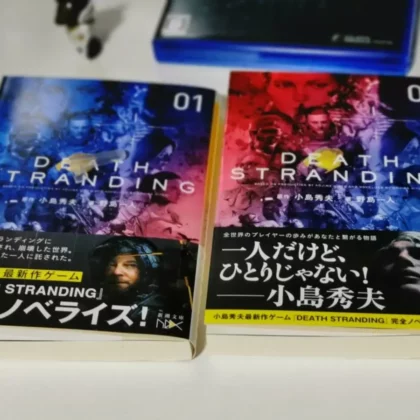 01
DEATH
STRANDING
小島秀夫
野島一人
ランディングに
崩壊した世界。
一人に託された。
最新作ゲーム
STRANDING』
ノベライズ!
新潮文庫
0
DEATH
STRANDING
小島秀夫
野島一人
全世界のプレイヤーの歩みがあなたと繋がる物語
一人だけど、
ひとりじゃない!
──小島秀夫
小島秀夫最新作ゲーム『DEATH STRANDING』完全ノベ